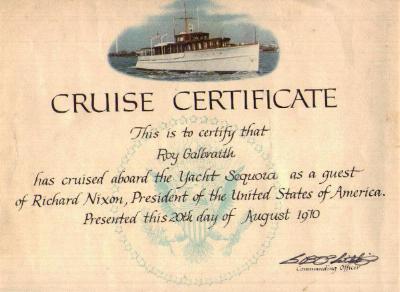 CRUISE CERTIFICATE
This is to certify that
Roy Galbraith
has cruised aboard the Yacht Sequoia as a guest
of Richard Nixon, President of the United States of America.
Presented this 20th day of August 1970
Commanding Officer